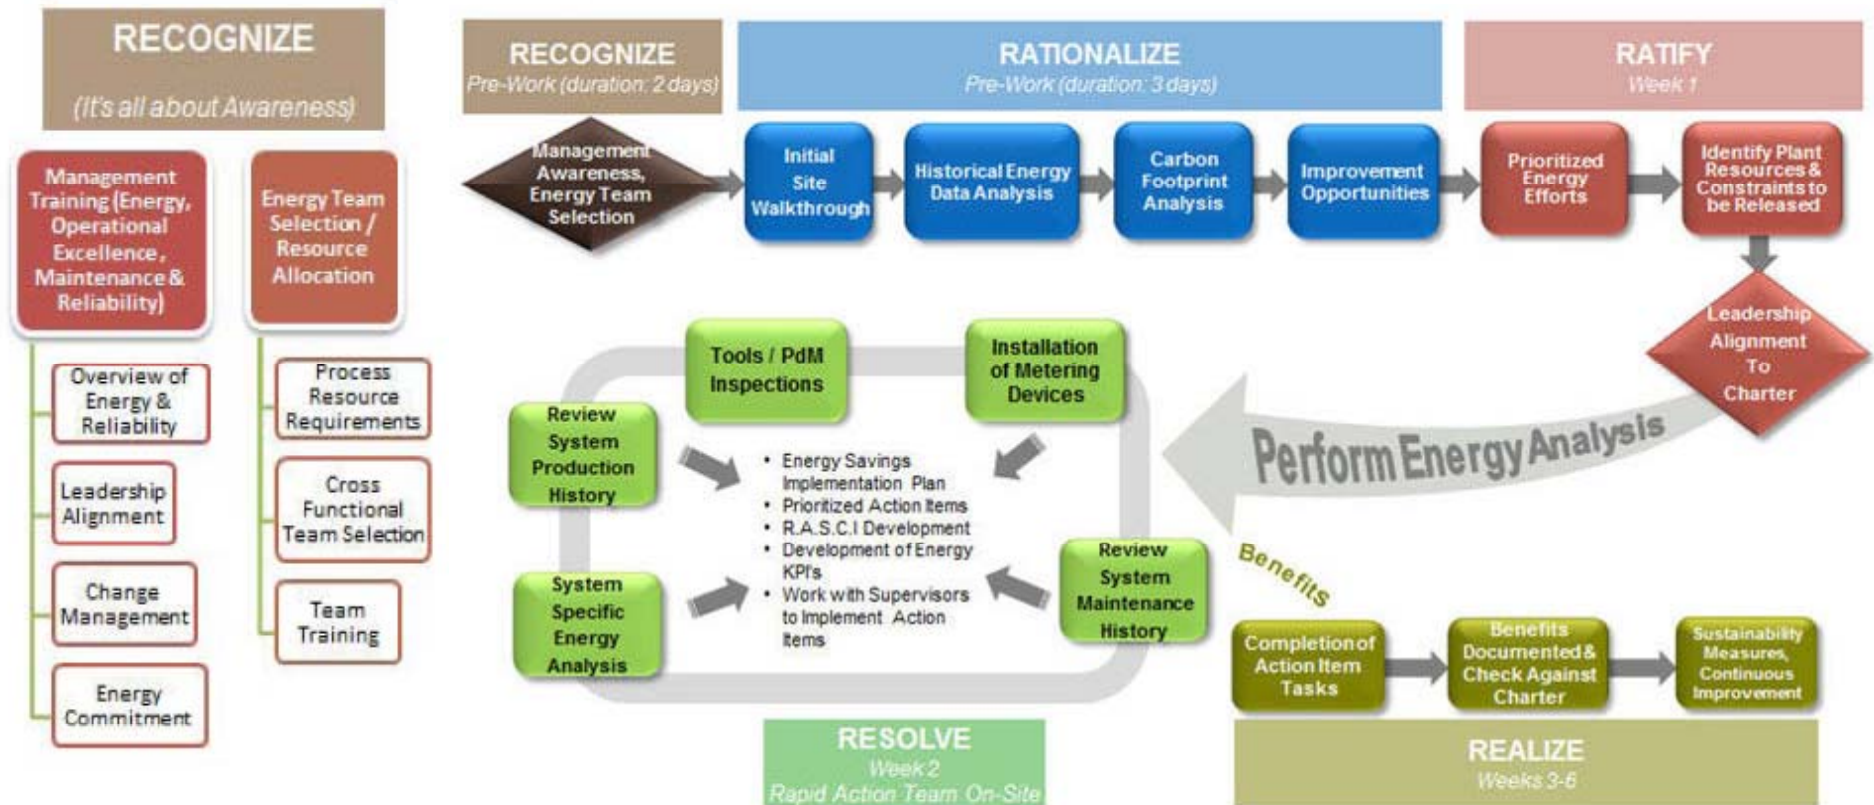 RECOGNIZE
(It's all about Awareness)
Management
Training (Energy,
Operational
Excellence,
Maintenance &
Reliability)
Overview of
Energy &
Reliability
Leadership
Alignment
Change
Management
Energy
Commitment
Energy Team
Selection /
Resource
Allocation
Process
Resource
Requirements
Cross
Functional
Team Selection
Team
Training
RECOGNIZE
Pre-Work (duration: 2 days)
Management
Awareness,
Energy Team
Selection
RATIONALIZE
Pre-Work (duration: 3 days)
Initial
Site
Walkthrough
Historical Energy
Data Analysis
Carbon
Footprint
Analysis
Improvement
Opportunities
RATIFY
Week 1
Prioritized
Energy
Efforts
Identify Plant
Resources &
Constraints to
be Released
Leadership
Alignment
To
Charter
Perform Energy Analysis
Tools / PdM
Inspections
Installation
of Metering
Devices
Review
System
Production
History
System
Specific
Energy
Analysis
Review
System
Maintenance
History
• Energy Savings
Implementation Plan
• Prioritized Action Items
• R.A.S.C.I Development
• Development of Energy
KPI's
• Work with Supervisors
to Implement Action
Items
RESOLVE
Week 2
Rapid Action Team On-Site
Benefits
Completion of
Action Item
Tasks
Benefits
Documented &
Check Against
Charter
Sustainability
Measures,
Continuous
Improvement
REALIZE
Weeks 3-6